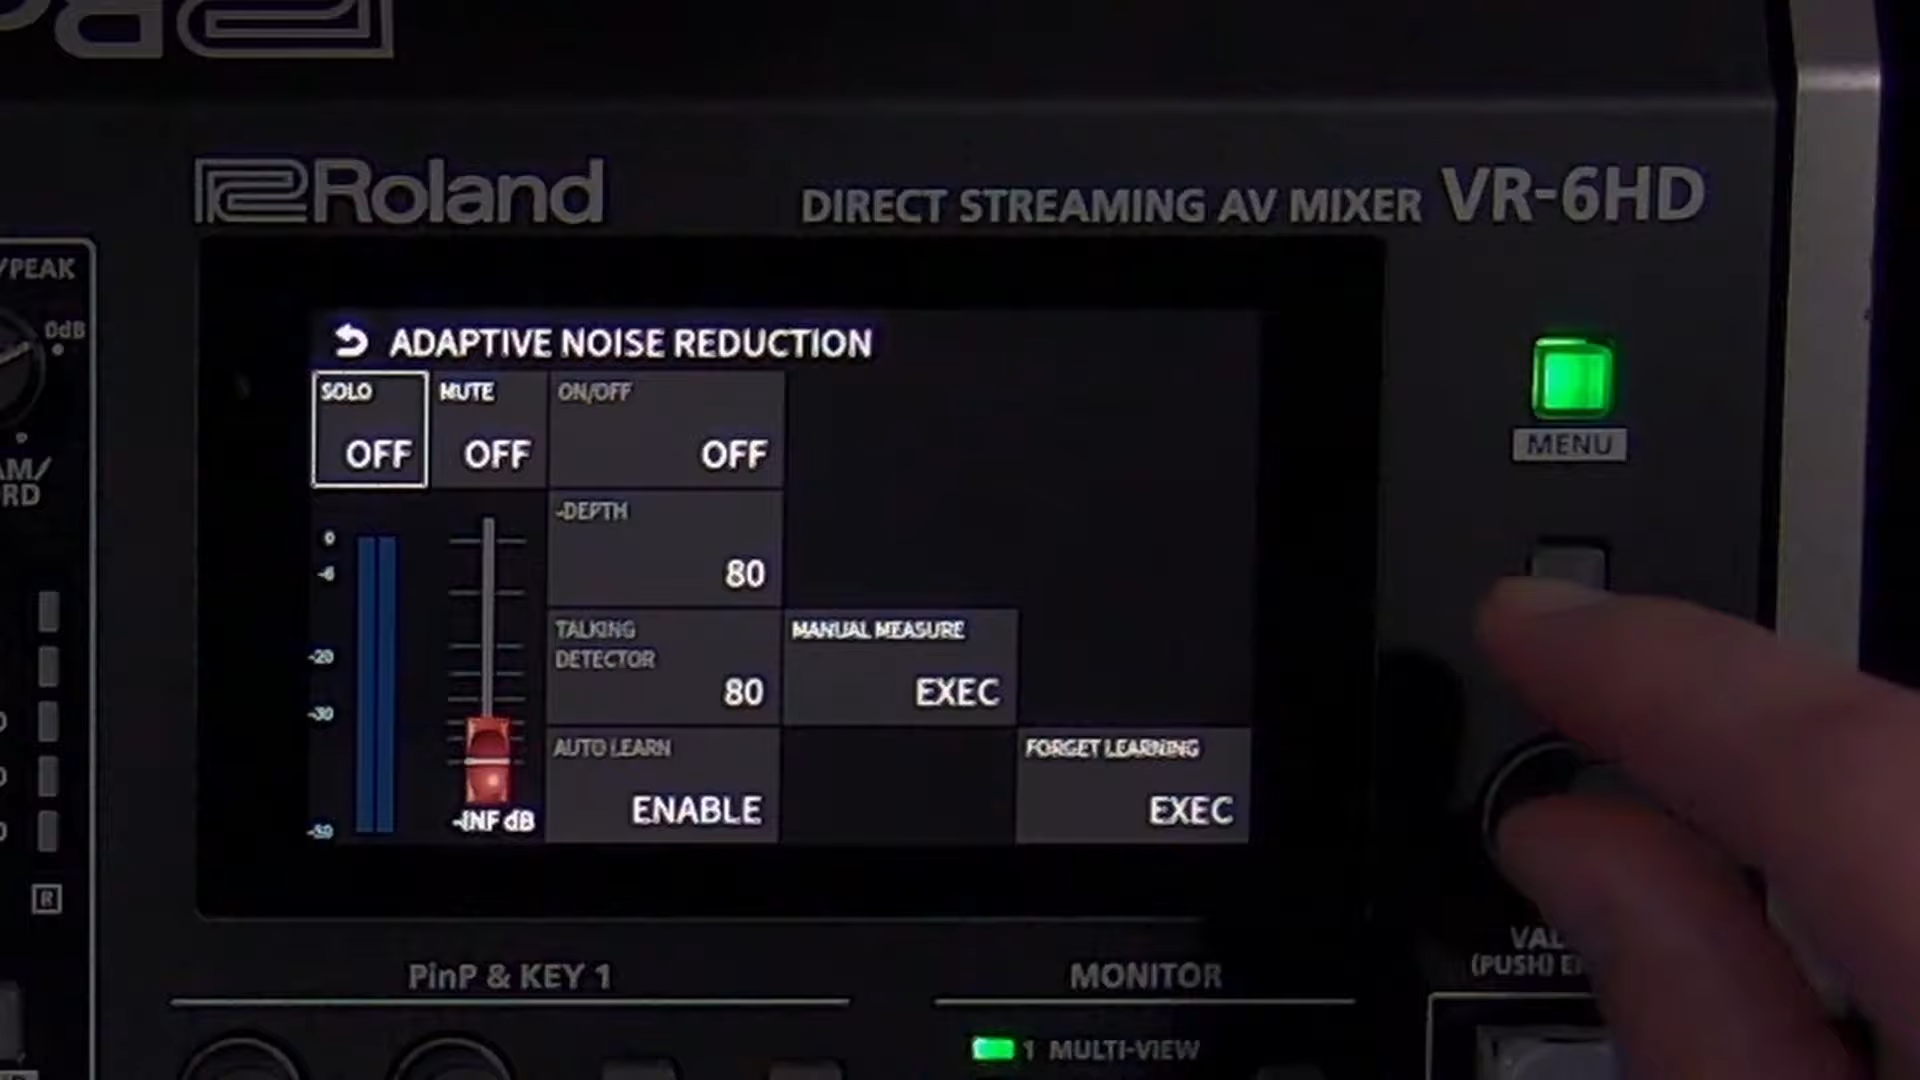 Roland
DIRECT STREAMING AV MIXER VR-6HD
/PEAK
0dB
ADAPTIVE NOISE REDUCTION
SOLO
OFF
MUTE
OFF
ON/OFF
OFF
MENU
-DEPTH
80
0
-6
-20
-30
-50
-INF dB
TALKING
DETECTOR
80
MANUAL MEASURE
EXEC
AUTO LEARN
ENABLE
FORGET LEARNING
EXEC
R
PinP & KEY 1
MONITOR
(PUSH)
1 MULTI-VIEW